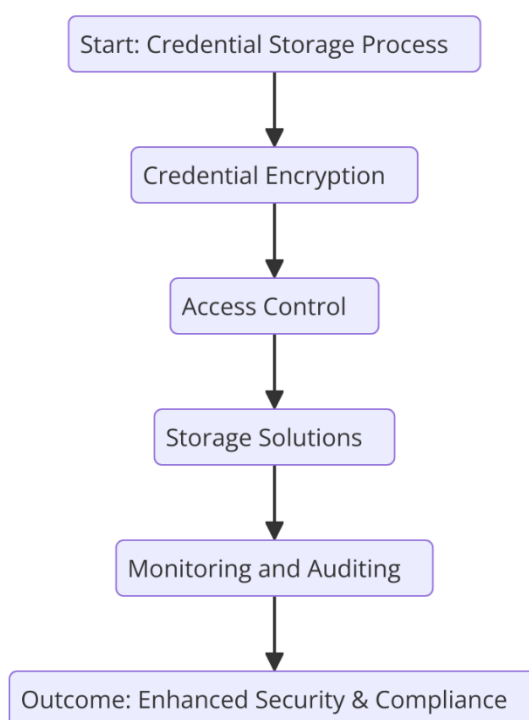 Start: Credential Storage Process
Credential Encryption
Access Control
Storage Solutions
Monitoring and Auditing
Outcome: Enhanced Security & Compliance